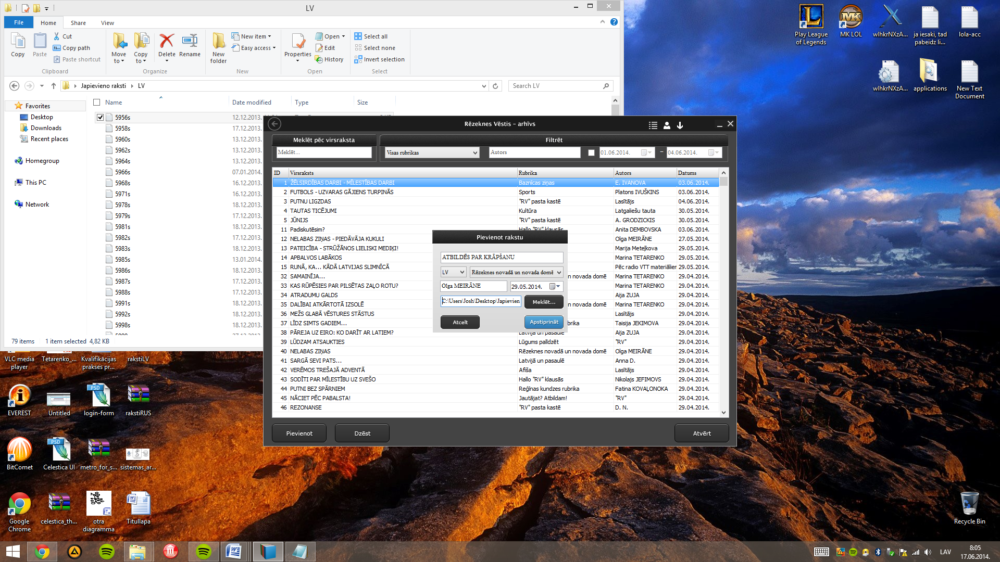 LV
File Home Share View
Copy Paste Cut Copy path Paste shortcut Clipboard
Move to Copy to Delete Rename Organize
New folder New item Easy access New
Properties Open Edit History Open
Select all Select none Invert selection Select
Japievieno raksti LV Search LV
Name Date modified Type Size
Favorites
Desktop
Downloads
Recent places
Homegroup
This PC
Network
5956s 12.12.2013.
5958s 17.12.2013.
5960s 13.12.2013.
5962s 13.12.2013.
5964s 13.12.2013.
5966s 07.01.2014.
5968s 16.12.2013.
5971s 16.12.2013.
5978s 18.12.2013.
5979s 17.12.2013.
5981s 18.12.2013.
5982s 17.12.2013.
5983s 18.12.2013.
5985s 13.01.2014.
5986s 18.12.2013.
5987s 17.12.2013.
5988s 17.12.2013.
5991s 18.12.2013.
5992s 18.12.2013.
5998s 18.12.2013.
79 items 1 item selected 4,82 KB
Rēzeknes Vēstis – arhīvs
Meklēt pēc virsraksta Filtrēt
Meklēt... Visas rubrikas Autors 01.06.2014. – 04.06.2014.
ID Virsraksts Rubrika Autors Datums
1 ŽĒLSIRDĪBAS DARBI - MĪLESTĪBAS DARBI Baznīcas ziņas E. IVANOVA 03.06.2014.
2 FUTBOLS - UZVARAS GĀJIENS TURPINĀS Sports Platons IVUŠKINS 03.06.2014.
3 PUTNU LIGZDAS "RV" pasta kastē Lasītājs 04.06.2014.
4 TAUTAS TICĒJUMI Kultūra Latgaliešu tauta 30.05.2014.
5 JŪNIJS "RV" pasta kastē A. GRODZICKIS 30.05.2014.
11 Padiskutēsim? Hallo "RV" klausās Anita DEMBOVSKA 03.06.2014.
12 NELABAS ZIŅAS - PIEDĀVĀJA KUKULI Olga MEIRĀNE 27.05.2014.
13 PATEICĪBA - STRŪŽĀNOS LIELISKI MEDIĶI! Marija Meteļkova 29.05.2014.
14 APBALVOS LABĀKOS Marina TETARENKO 29.05.2014.
15 RUNĀ, KA... KĀDĀ LATVIJAS SLIMNĪCĀ Pēc radio VTT materiāliem 29.05.2014.
32 SAMAINĪJA... n novada domē Marina TETARENKO 29.04.2014.
33 KAS RŪPĒSIES PAR PILSĒTAS ZAĻO ROTU? Marina TETARENKO 29.04.2014.
34 ATRADUMU GALDS Aija ZUJA 29.04.2014.
35 DALĪBAI ATKĀRTOTĀ IZSOLĒ n novada domē Marina TETARENKO 29.04.2014.
36 MEŽS GLABĀ VĒSTURES STĀSTUS Lasītājs 29.04.2014.
37 LĪDZ SIMTS GADIEM... brika Taisija JEKIMOVA 29.04.2014.
38 PĀREJA UZ EIRO: KO DARĪT AR LATIEM? Latvijā un pasaulē Aija ZUJA 29.04.2014.
39 LŪDZAM ATSAUKTIES Lūgums palīdzēt "RV" 29.04.2014.
40 NELABAS ZIŅAS Rēzeknes novadā un novada domē Olga MEIRĀNE 29.04.2014.
41 SARGĀ SEVI PATS... Latvijā un pasaulē Anna D. 29.04.2014.
42 VERĒMOS TREŠAJĀ ADVENTĀ Afiša Lasītājs 29.04.2014.
43 SODĪTI PAR MĪLESTĪBU UZ SVEŠO Hallo "RV" klausās Nikolajs JEFIMOVS 29.04.2014.
44 PUTNI BEZ SPĀRNIEM Reģīnas kundzes rubrika Fatina KOVAĻONOKA 29.04.2014.
45 NĀCIET PĒC PABALSTA! Jautājat? Atbildam! "RV" 29.04.2014.
46 REZONANSE "RV" pasta kastē D. N. 29.04.2014.
Pievienot Dzēst Atvērt
Pievienot rakstu
ATBILDĒS PAR KRĀPŠANU
LV Rēzeknes novadā un novada domē
Olga MEIRĀNE 29.05.2014.
C:\Users\Josh\Desktop\Japievien Meklēt...
Atcelt Apstiprināt
Play League of Legends
MK LOL
wlhkrNXzA...
ja iesaki, tad pabeidz li...
lola-acc
wlhkrNXzA...
applications
New Text Document
VLC media player
Tetarenko_...
Kvalifikācijas prakses pr...
rakstiLV
EVEREST
Untitled
login-form
rakstiRUS
BitComet
Celestica UI
metro_for_s...
sistemas_ar...
Google Chrome
celestica_th...
otra diagramma
Titullapa
Recycle Bin
LAV 8:05
17.06.2014.